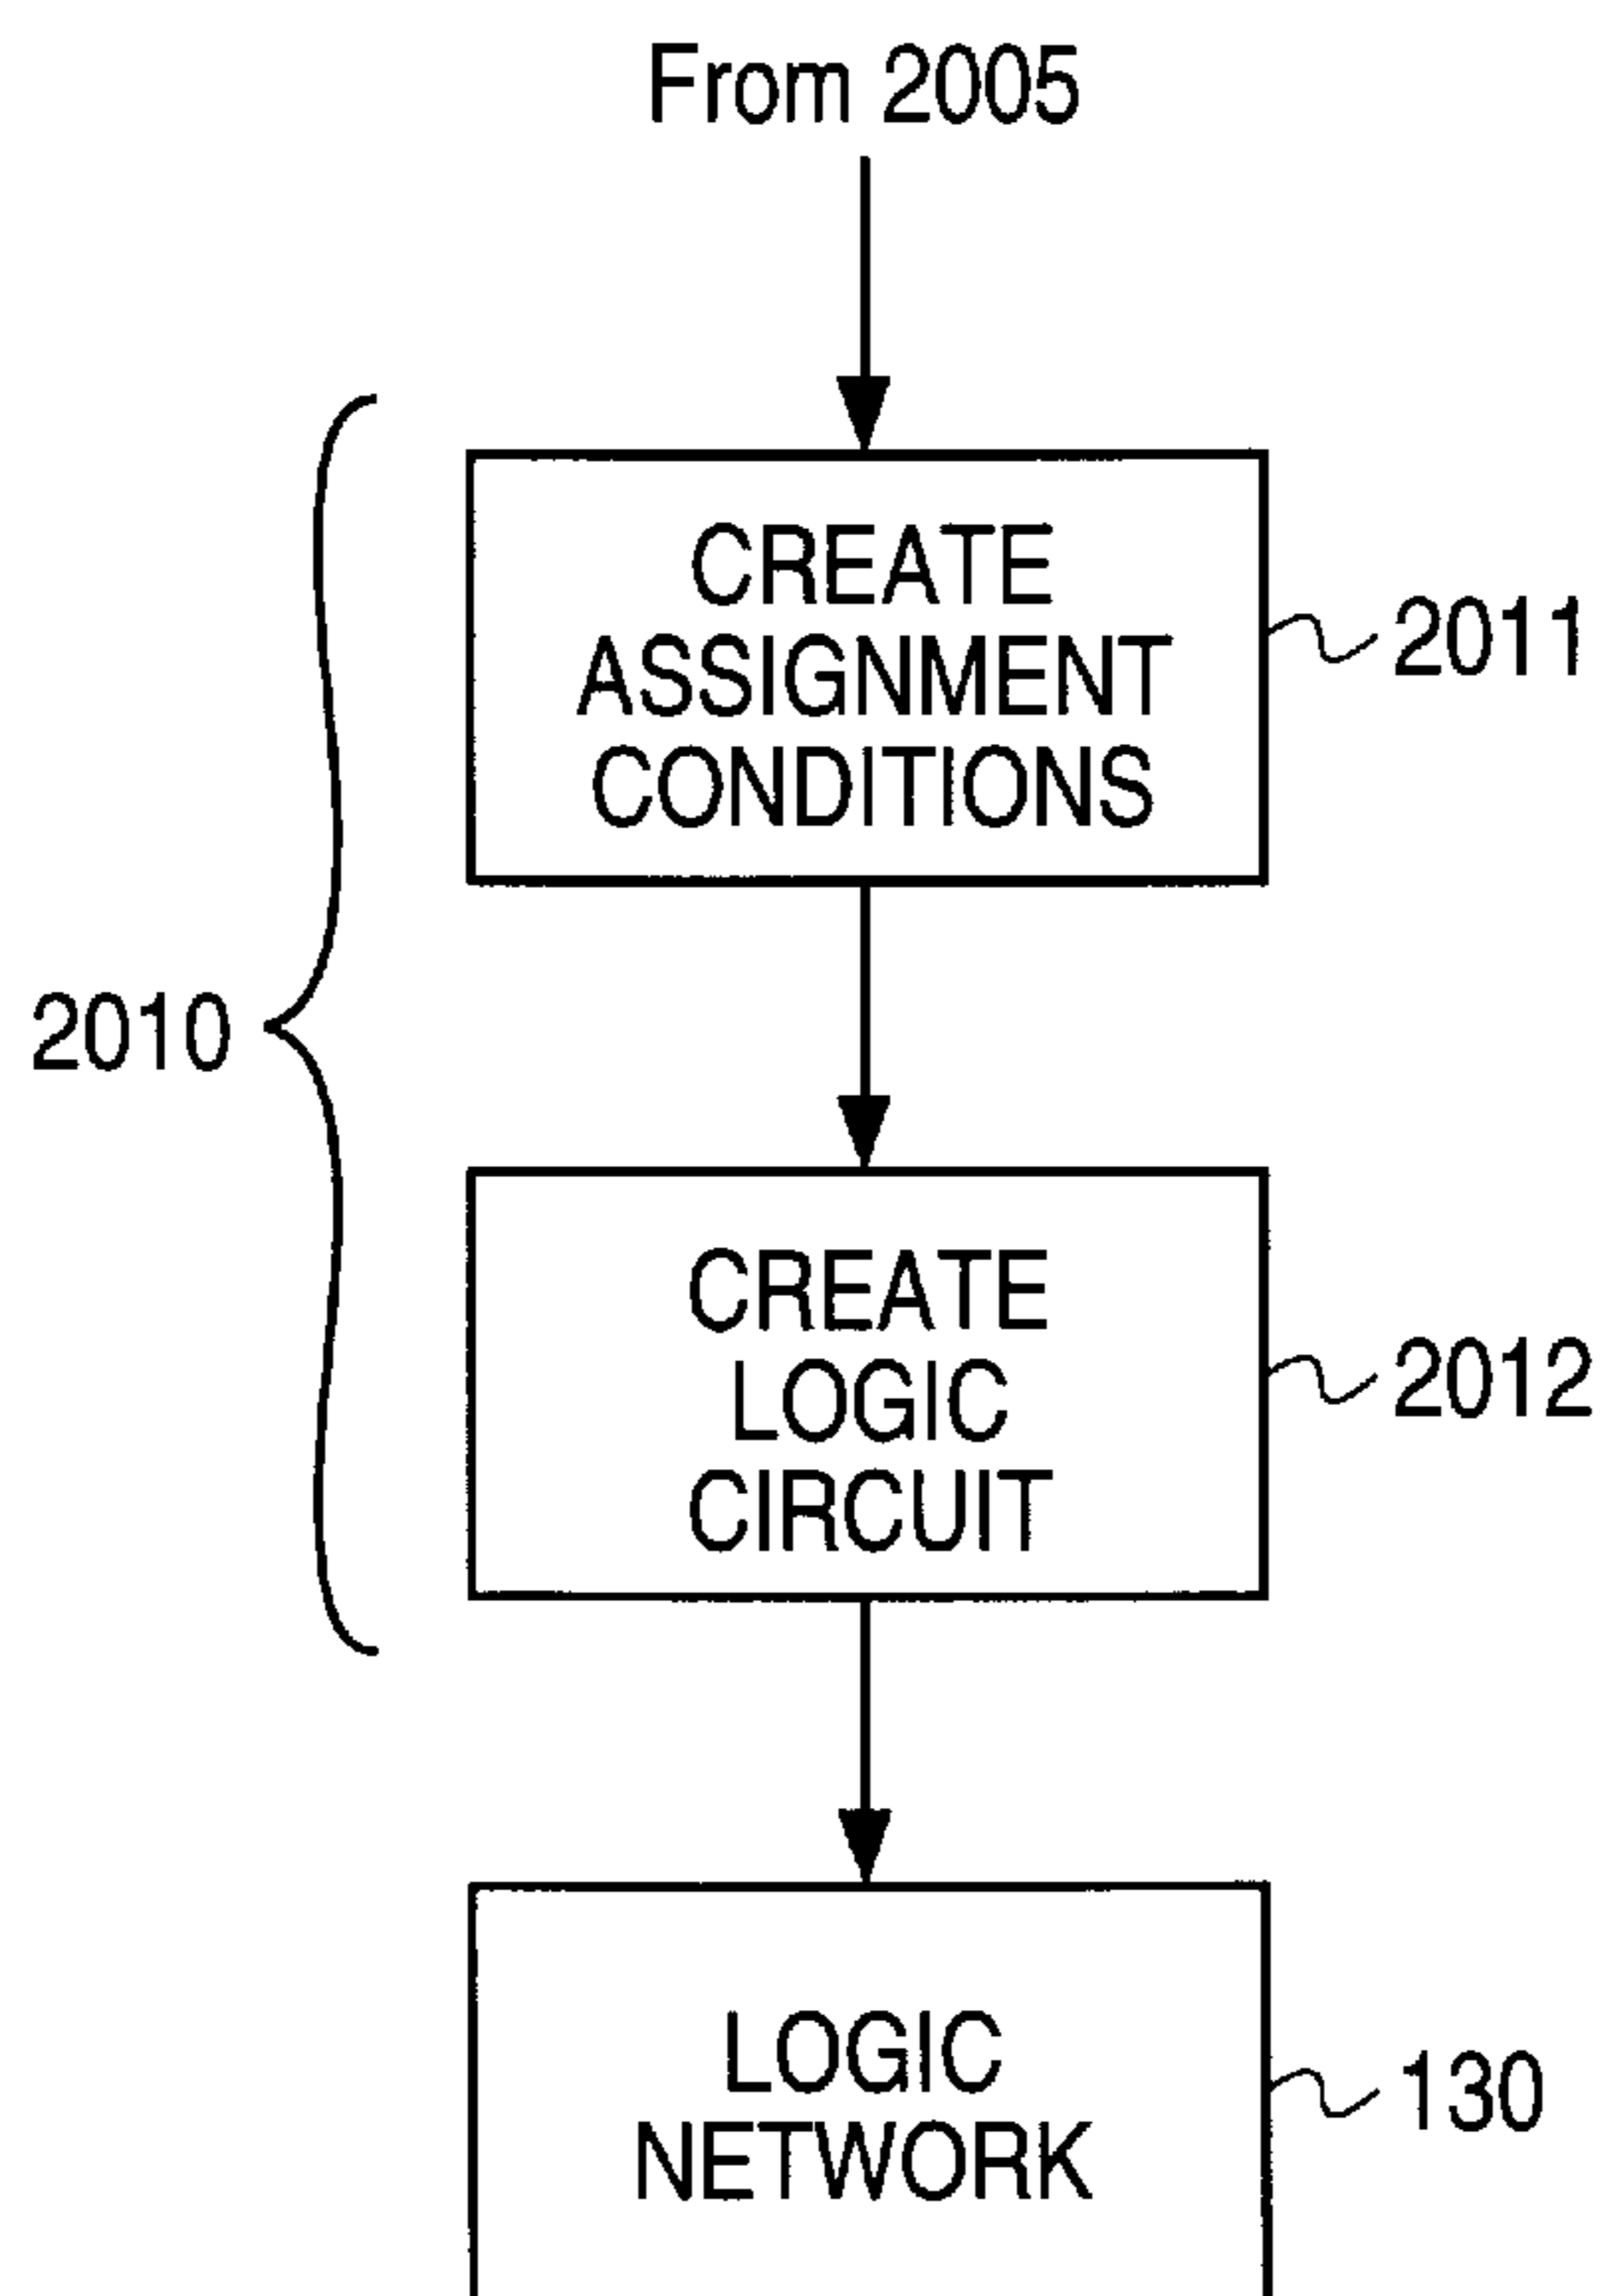 From 2005
CREATE
ASSIGNMENT
CONDITIONS
2011
2010
CREATE
LOGIC
CIRCUIT
2012
LOGIC
NETWORK
130